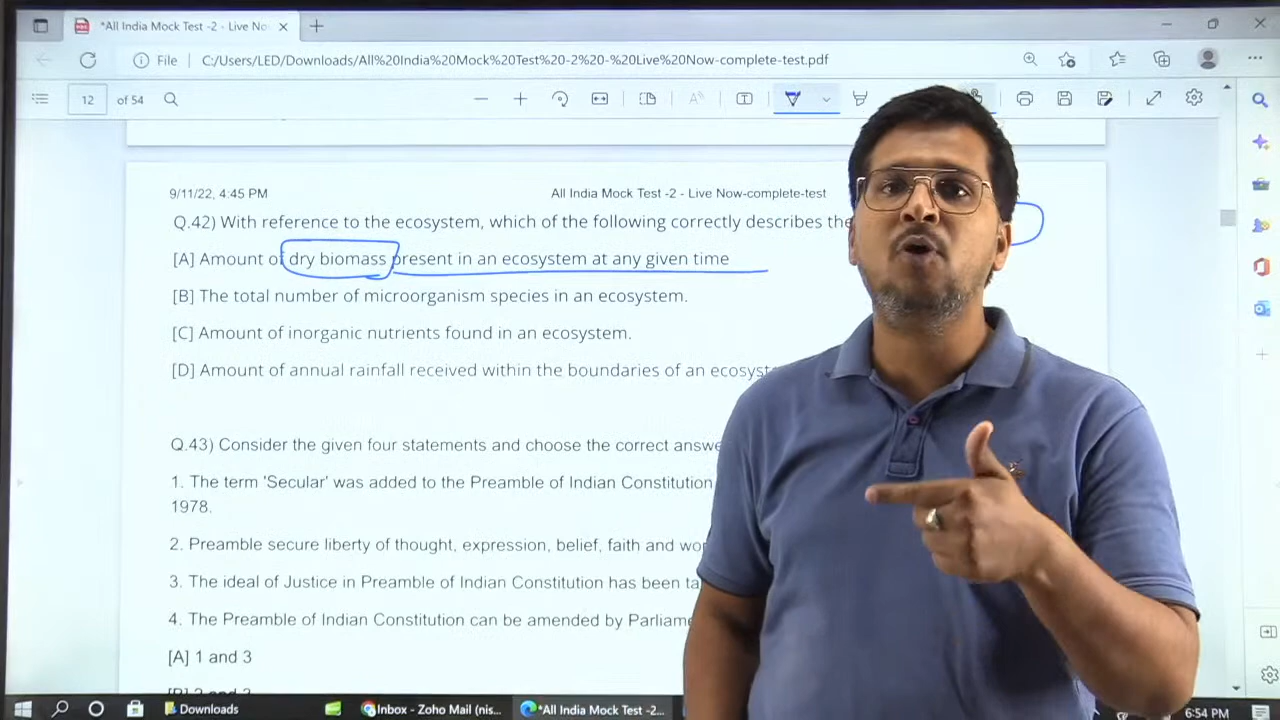 *All India Mock Test -2 - Live No
File C:/Users/LED/Downloads/All%20India%20Mock%20Test%20-2%20-%20Live%20Now-complete-test.pdf
12 of 54
9/11/22, 4:45 PM All India Mock Test -2 - Live Now-complete-test
Q.42) With reference to the ecosystem, which of the following correctly describes the
[A] Amount of dry biomass present in an ecosystem at any given time
[B] The total number of microorganism species in an ecosystem.
[C] Amount of inorganic nutrients found in an ecosystem.
[D] Amount of annual rainfall received within the boundaries of an ecosyst
Q.43) Consider the given four statements and choose the correct answe
1. The term 'Secular' was added to the Preamble of Indian Constitution
1978.
2. Preamble secure liberty of thought, expression, belief, faith and wo
3. The ideal of Justice in Preamble of Indian Constitution has been ta
4. The Preamble of Indian Constitution can be amended by Parliame
[A] 1 and 3
Downloads Inbox - Zoho Mail (nis... *All India Mock Test -2... 6:54 PM